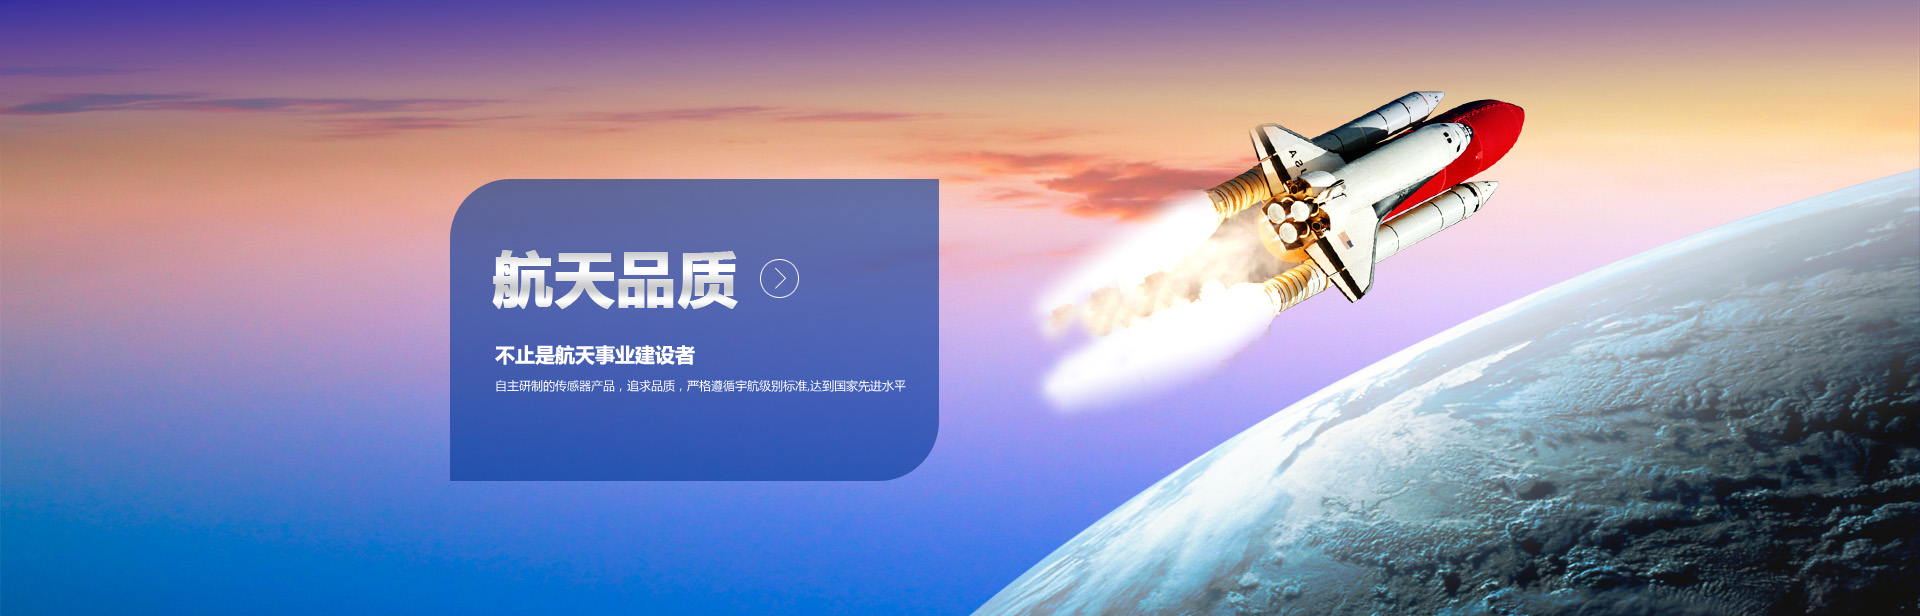 航天品质
不止是航天事业建设者
自主研制的传感器产品，追求品质，严格遵循宇航级别标准,达到国家先进水平